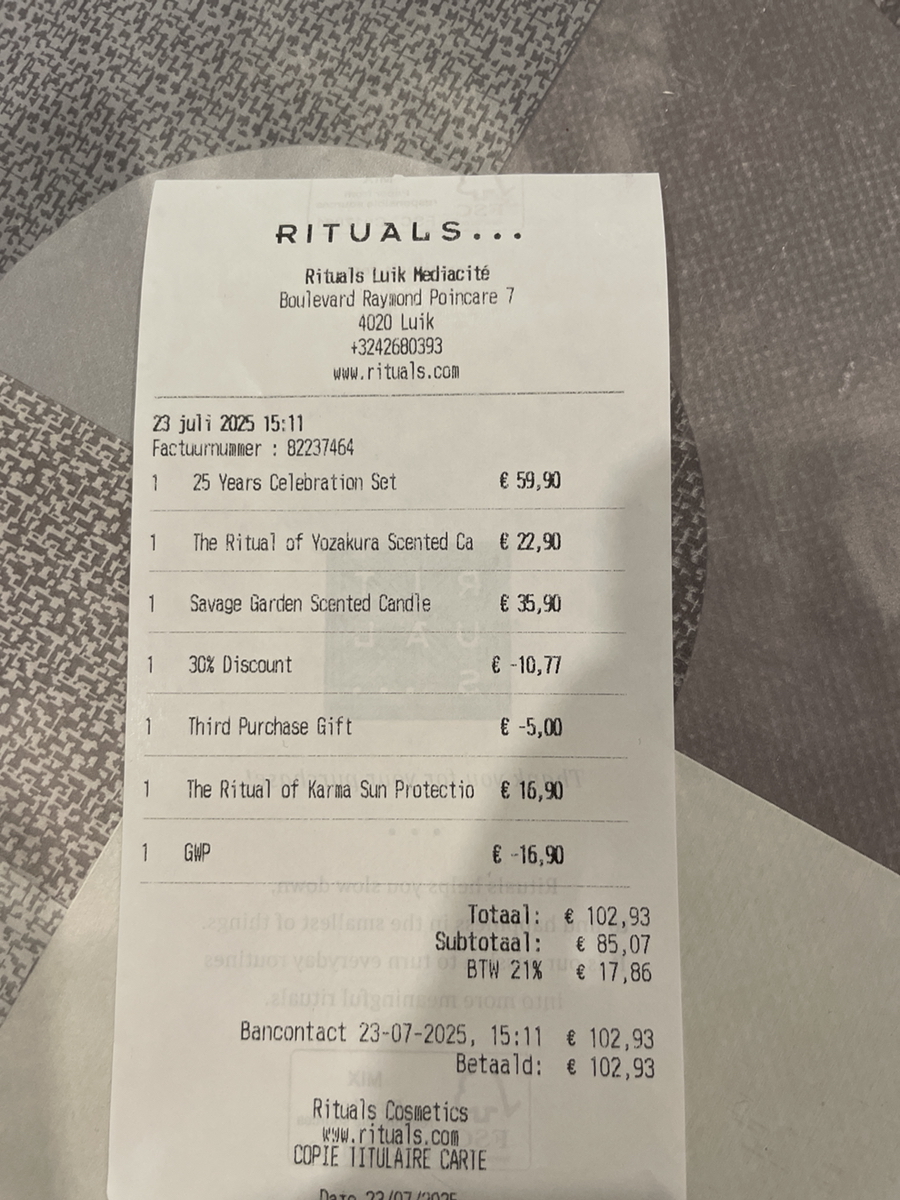 RITUALS...
Rituals Luik Mediacité
Boulevard Raymond Poincare 7
4020 Luik
+3242680393
www.rituals.com
23 juli 2025 15:11
Factuurnummer : 82237464
1 25 Years Celebration Set € 59,90
1 The Ritual of Yozakura Scented Ca € 22,90
1 Savage Garden Scented Candle € 35,90
1 30% Discount € -10,77
1 Third Purchase Gift € -5,00
1 The Ritual of Karma Sun Protectio € 16,90
1 GWP € -16,90
Totaal: € 102,93
Subtotaal: € 85,07
BTW 21% € 17,86
Bancontact 23-07-2025, 15:11 € 102,93
Betaald: € 102,93
Rituals Cosmetics
www.rituals.com
COPIE TITULAIRE CARTE
Date 23/07/2025